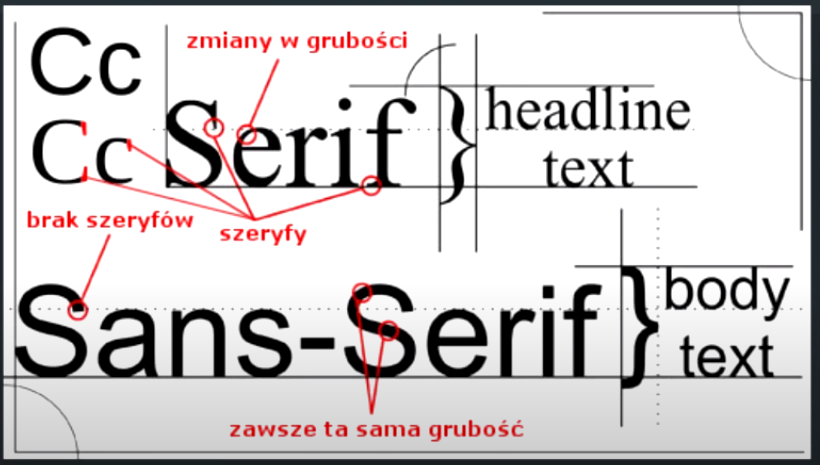 Cc
zmiany w grubości
Cc
Serif
}
headline
text
brak szeryfów
szeryfy
Sans-Serif
}
body
text
zawsze ta sama grubość